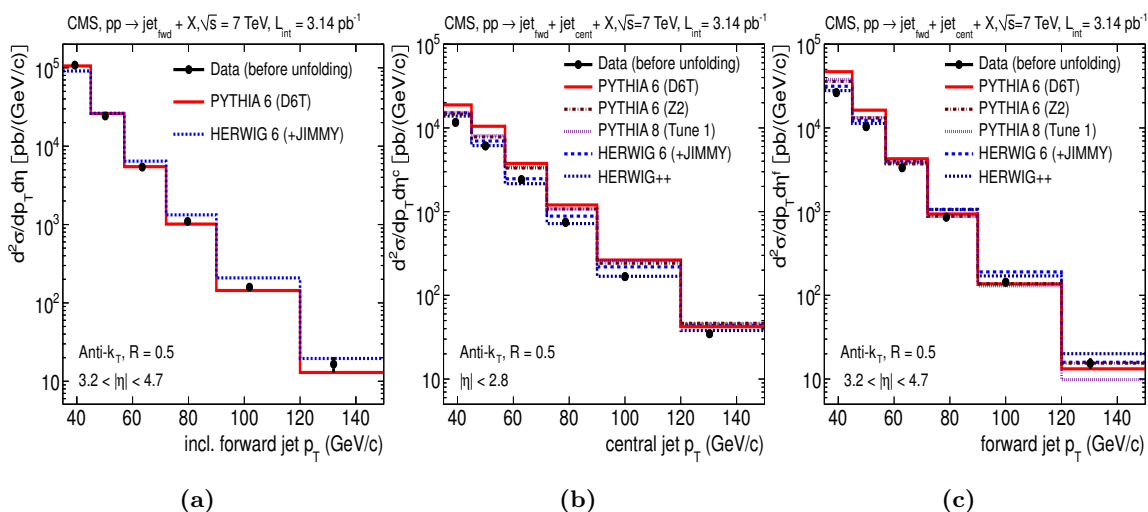 CMS, pp → jet_fwd + X, √s = 7 TeV, L_int = 3.14 pb⁻¹
d²σ/dp_T dη [pb/(GeV/c)]
10⁵
10⁴
10³
10²
10
Data (before unfolding)
PYTHIA 6 (D6T)
HERWIG 6 (+JIMMY)
Anti-k_T, R = 0.5
3.2 < |η| < 4.7
40 60 80 100 120 140
incl. forward jet p_T (GeV/c)
(a)
CMS, pp → jet_fwd + jet_cent + X, √s=7 TeV, L_int = 3.14 pb⁻¹
d²σ/dp_T dη^c [pb/(GeV/c)]
10⁵
10⁴
10³
10²
10
Data (before unfolding)
PYTHIA 6 (D6T)
PYTHIA 6 (Z2)
PYTHIA 8 (Tune 1)
HERWIG 6 (+JIMMY)
HERWIG++
Anti-k_T, R = 0.5
|η| < 2.8
40 60 80 100 120 140
central jet p_T (GeV/c)
(b)
CMS, pp → jet_fwd + jet_cent + X, √s=7 TeV, L_int = 3.14 pb⁻¹
d²σ/dp_T dη^f [pb/(GeV/c)]
10⁵
10⁴
10³
10²
10
Data (before unfolding)
PYTHIA 6 (D6T)
PYTHIA 6 (Z2)
PYTHIA 8 (Tune 1)
HERWIG 6 (+JIMMY)
HERWIG++
Anti-k_T, R = 0.5
3.2 < |η| < 4.7
40 60 80 100 120 140
forward jet p_T (GeV/c)
(c)